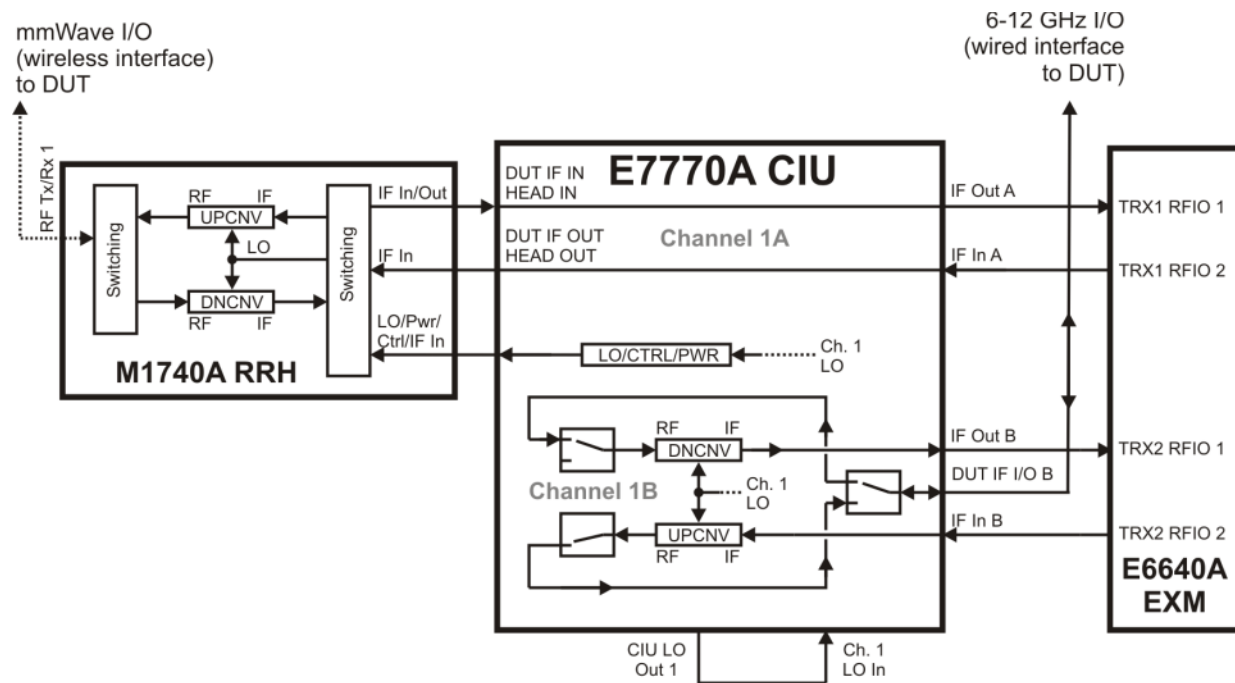 mmWave I/O
(wireless interface)
to DUT
6-12 GHz I/O
(wired interface
to DUT)
RF Tx/Rx 1
Switching
RF IF
UPCNV
LO
DNCNV
RF IF
Switching
M1740A RRH
IF In/Out
IF In
LO/Pwr/
Ctrl/IF In
DUT IF IN
HEAD IN
E7770A CIU
DUT IF OUT
HEAD OUT
Channel 1A
LO/CTRL/PWR
Ch. 1
LO
RF IF
DNCNV
Channel 1B
Ch. 1
LO
UPCNV
RF IF
IF Out A
IF In A
IF Out B
DUT IF I/O B
IF In B
TRX1 RFIO 1
TRX1 RFIO 2
TRX2 RFIO 1
TRX2 RFIO 2
E6640A
EXM
CIU LO
Out 1
Ch. 1
LO In